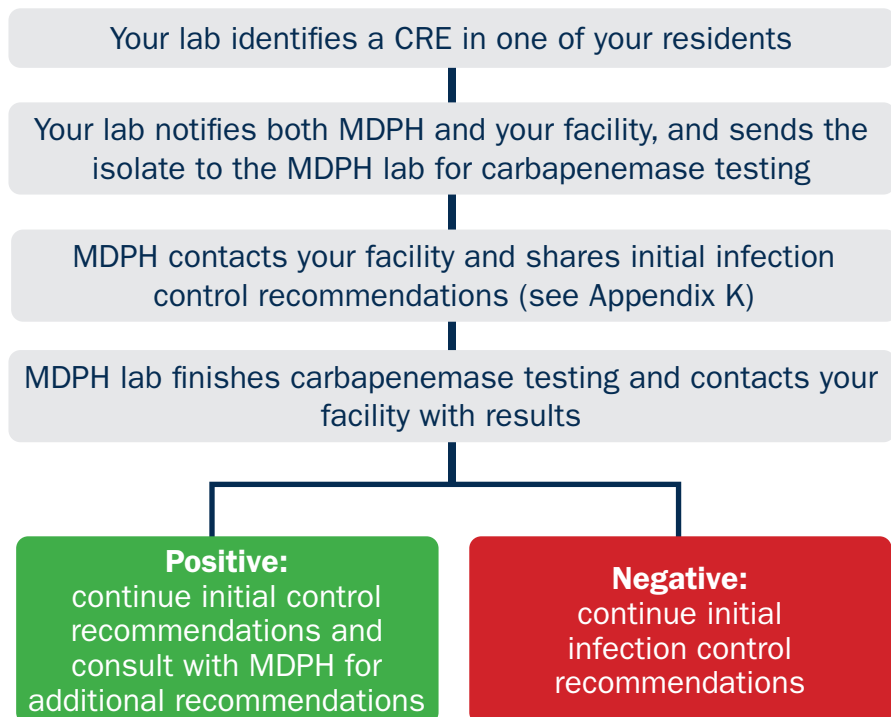 Your lab identifies a CRE in one of your residents
Your lab notifies both MDPH and your facility, and sends the
isolate to the MDPH lab for carbapenemase testing
MDPH contacts your facility and shares initial infection
control recommendations (see Appendix K)
MDPH lab finishes carbapenemase testing and contacts your
facility with results
Positive:
continue initial control
recommendations and
consult with MDPH for
additional recommendations
Negative:
continue initial
infection control
recommendations